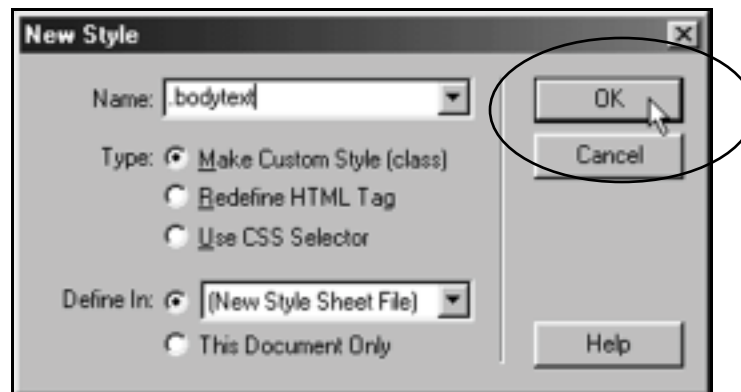 New Style
Name: .bodytext
OK
Type: Make Custom Style (class)
Cancel
Redefine HTML Tag
Use CSS Selector
Define In: (New Style Sheet File)
This Document Only
Help